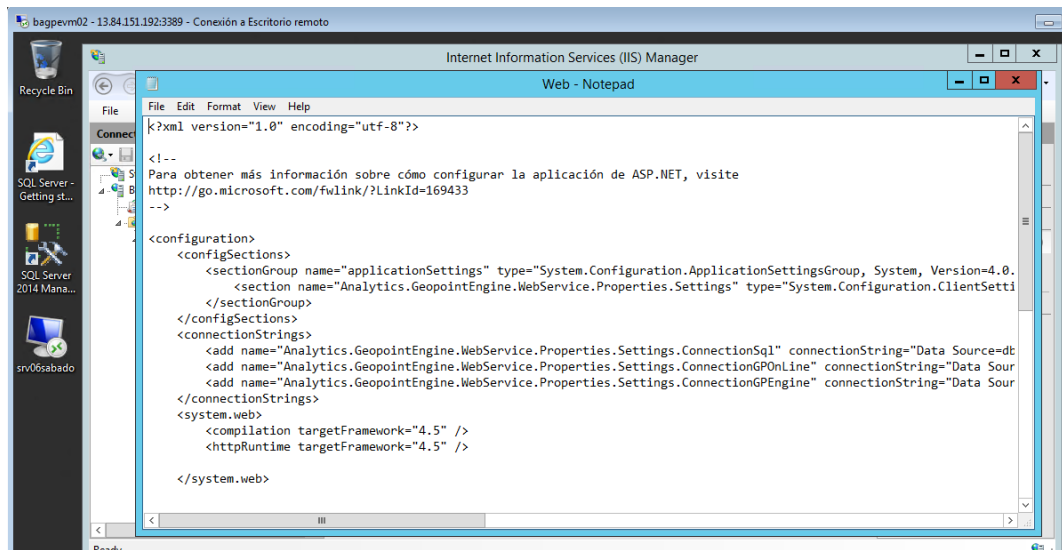 bagpevm02 - 13.84.151.192:3389 - Conexión a Escritorio remoto
Internet Information Services (IIS) Manager
Recycle Bin
File
Connect
SQL Server -
Getting st...
SQL Server
2014 Mana...
srv06sabado
Web - Notepad
File Edit Format View Help
<?xml version="1.0" encoding="utf-8"?>
<!--
Para obtener más información sobre cómo configurar la aplicación de ASP.NET, visite
http://go.microsoft.com/fwlink/?LinkId=169433
-->
<configuration>
<configSections>
<sectionGroup name="applicationSettings" type="System.Configuration.ApplicationSettingsGroup, System, Version=4.0.
<section name="Analytics.GeopointEngine.WebService.Properties.Settings" type="System.Configuration.ClientSetti
</sectionGroup>
</configSections>
<connectionStrings>
<add name="Analytics.GeopointEngine.WebService.Properties.Settings.ConnectionSql" connectionString="Data Source=db
<add name="Analytics.GeopointEngine.WebService.Properties.Settings.ConnectionGPOnLine" connectionString="Data Sour
<add name="Analytics.GeopointEngine.WebService.Properties.Settings.ConnectionGPEngine" connectionString="Data Sour
</connectionStrings>
<system.web>
<compilation targetFramework="4.5" />
<httpRuntime targetFramework="4.5" />
</system.web>